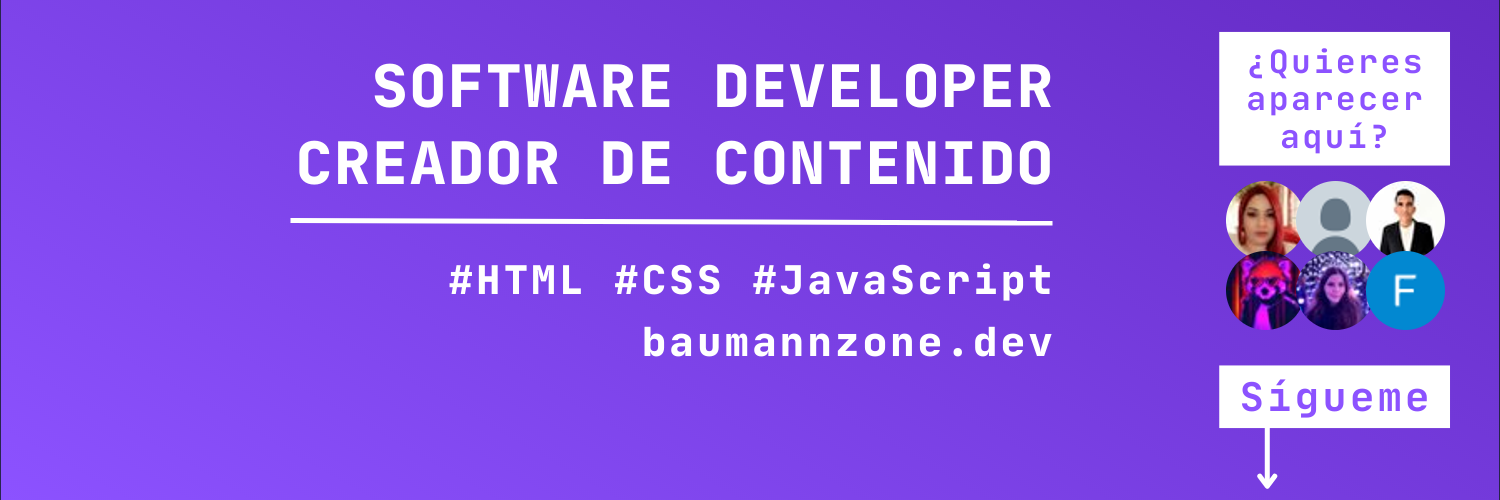 SOFTWARE DEVELOPER
CREADOR DE CONTENIDO
#HTML #CSS #JavaScript
baumannzone.dev
¿Quieres
aparecer
aquí?
F
Sígueme